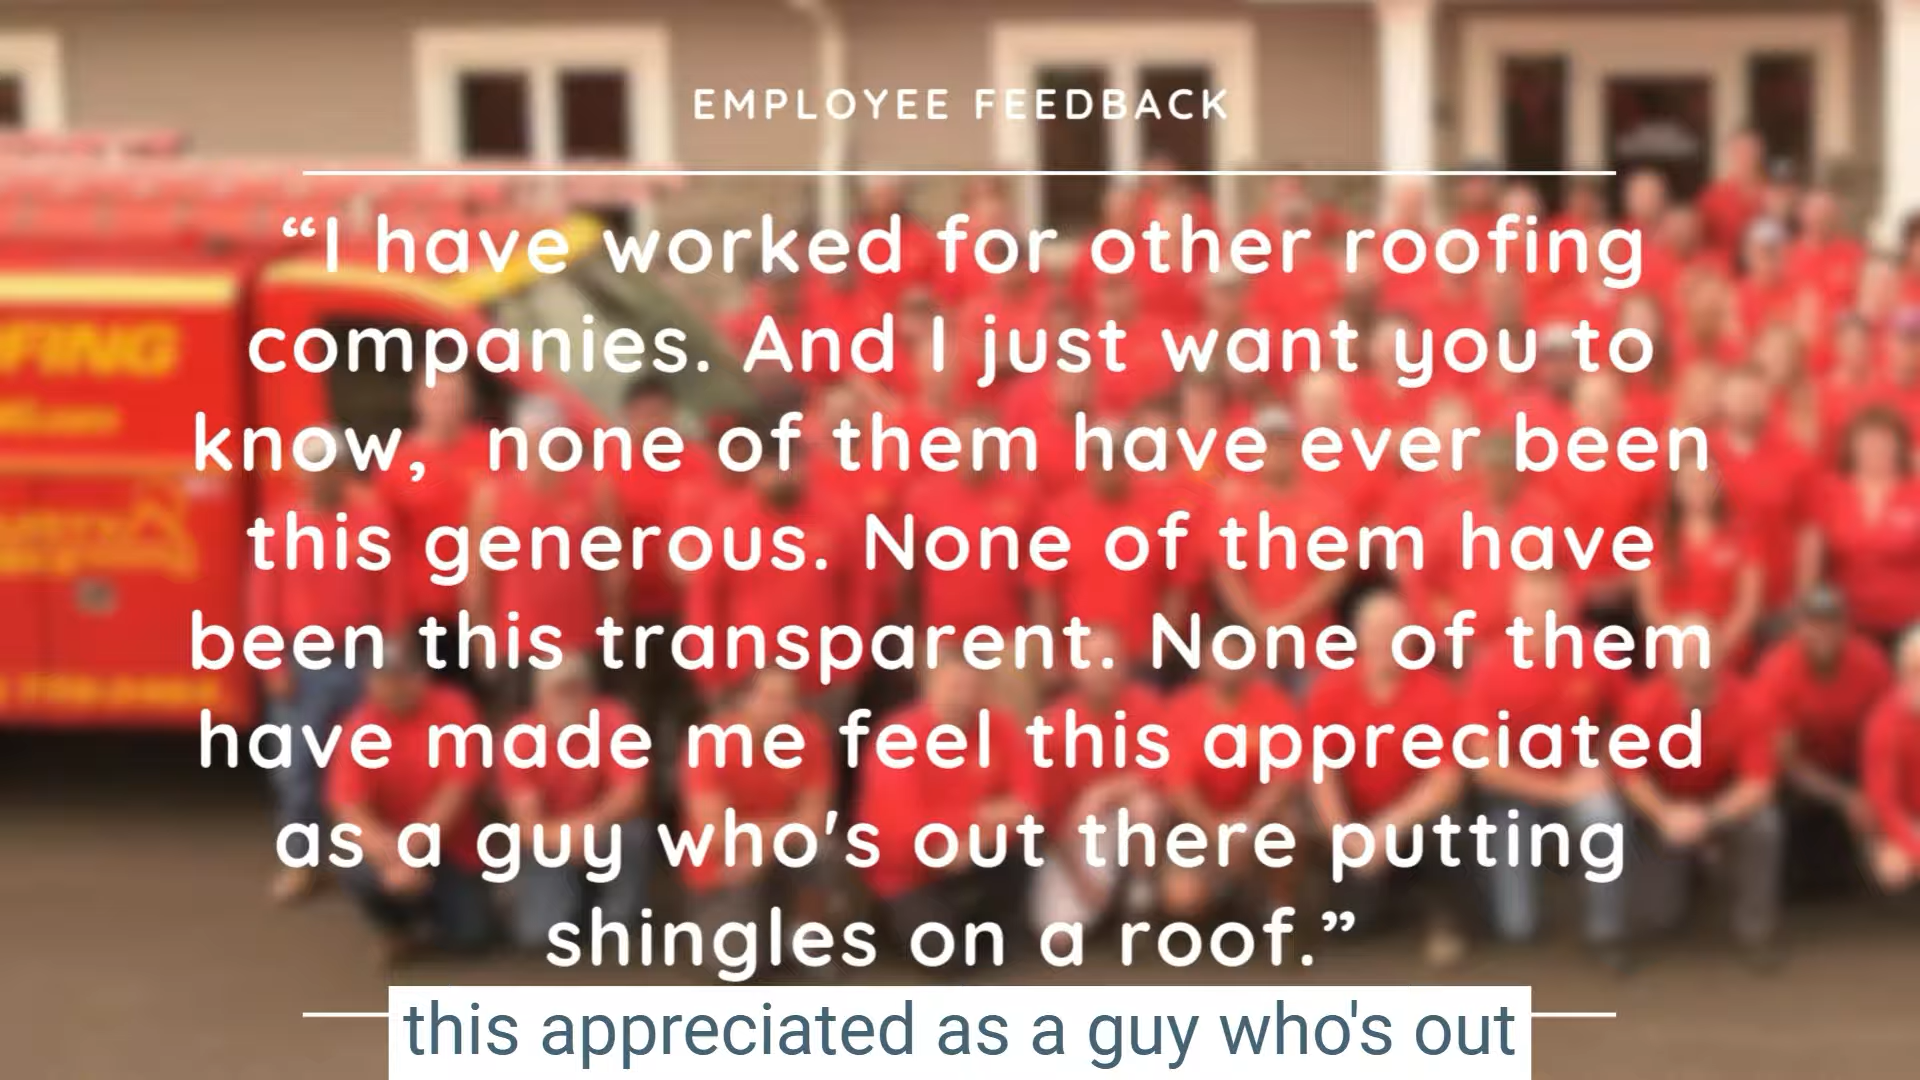 EMPLOYEE FEEDBACK
“I have worked for other roofing
companies. And I just want you to
know,  none of them have ever been
this generous. None of them have
been this transparent. None of them
have made me feel this appreciated
as a guy who's out there putting
shingles on a roof.”
this appreciated as a guy who's out
FING